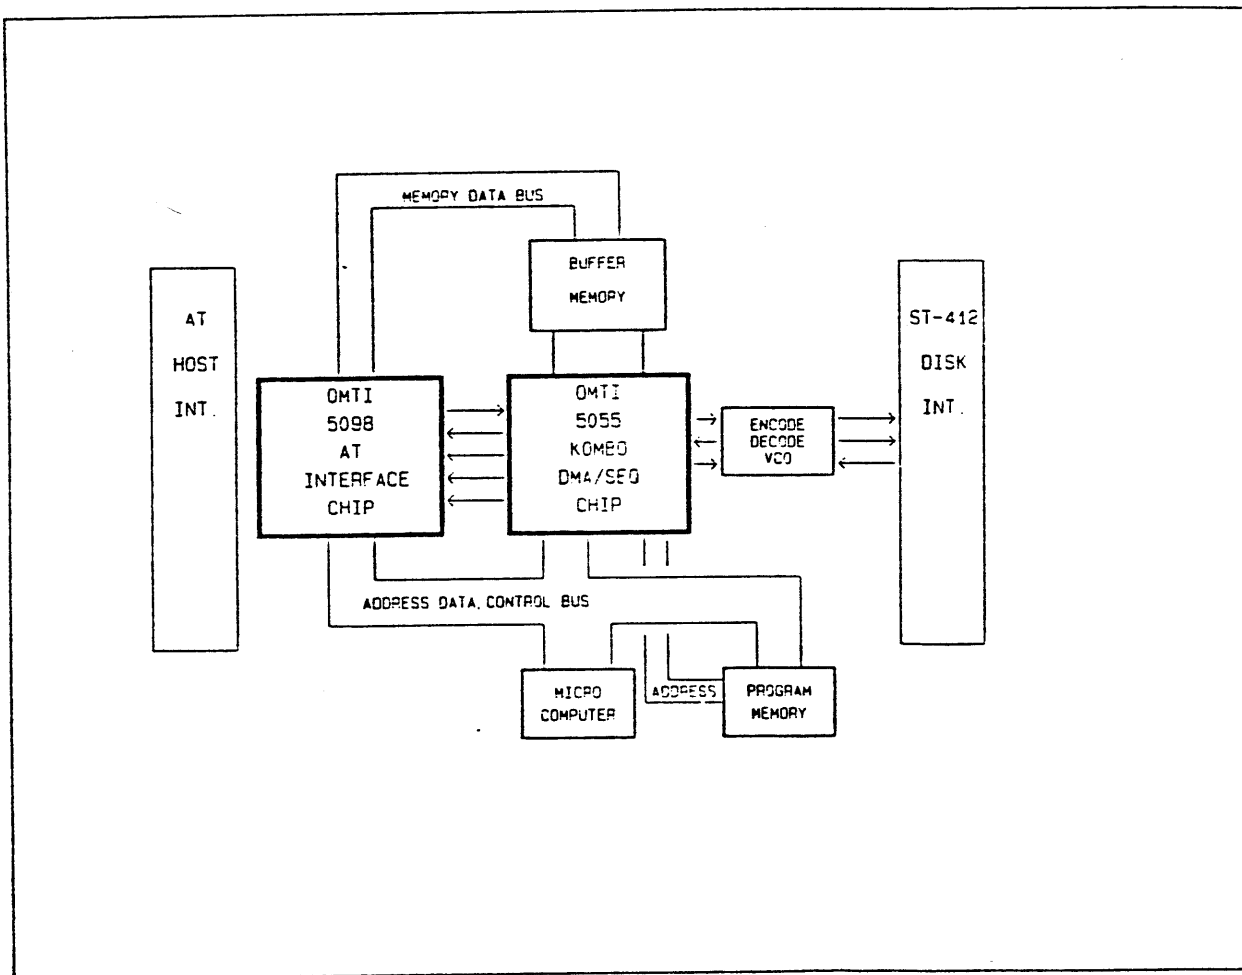 MEMORY DATA BUS
BUFFER
MEMORY
AT
HOST
INT.
ST-412
DISK
INT.
OMTI
5098
AT
INTERFACE
CHIP
OMTI
5055
KOMBO
DMA/SEQ
CHIP
ENCODE
DECODE
VCO
ADDRESS DATA, CONTROL BUS
MICRO
COMPUTER
ADDRESS
PROGRAM
MEMORY